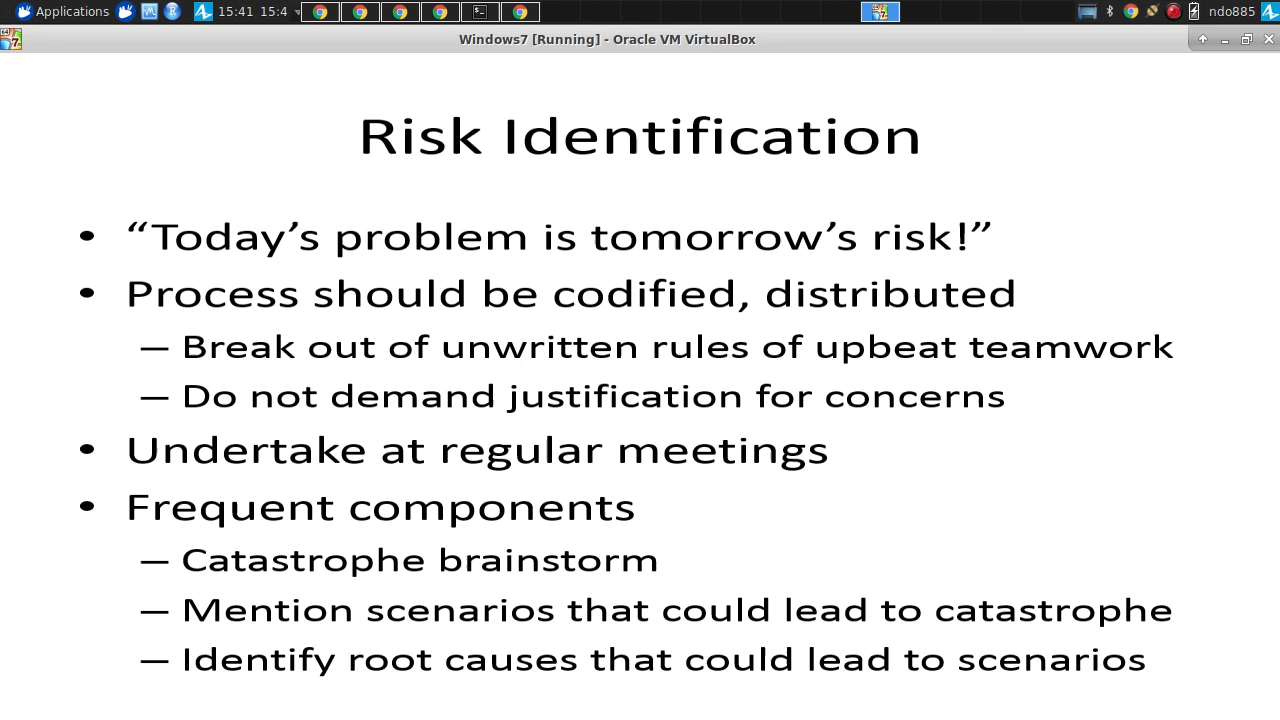 Applications 15:41 15:4 ndo885
Windows7 [Running] - Oracle VM VirtualBox
Risk Identification
• “Today’s problem is tomorrow’s risk!”
• Process should be codified, distributed
– Break out of unwritten rules of upbeat teamwork
– Do not demand justification for concerns
• Undertake at regular meetings
• Frequent components
– Catastrophe brainstorm
– Mention scenarios that could lead to catastrophe
– Identify root causes that could lead to scenarios